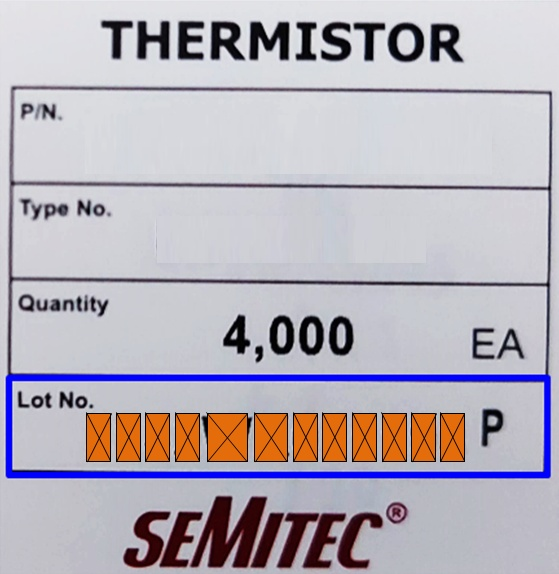 THERMISTOR
P/N.
Type No.
Quantity
4,000 EA
Lot No.
P
SEMITEC®